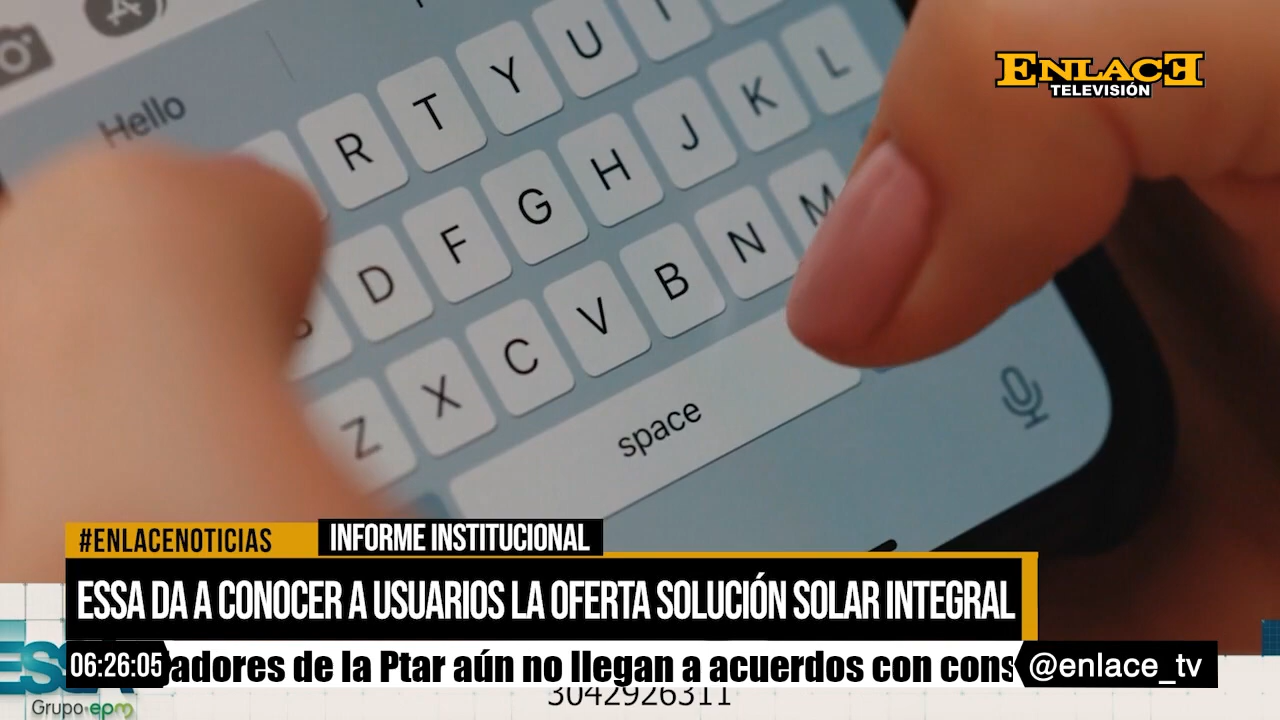 ENLACE
TELEVISIÓN
Hello
R T Y U I
D F G H J K L
Z X C V B N M
space
#ENLACENOTICIAS
INFORME INSTITUCIONAL
ESSA DA A CONOCER A USUARIOS LA OFERTA SOLUCIÓN SOLAR INTEGRAL
06:26:05
adores de la Ptar aún no llegan a acuerdos con cons
@enlace_tv
3042926311
ESSA
Grupo·epm